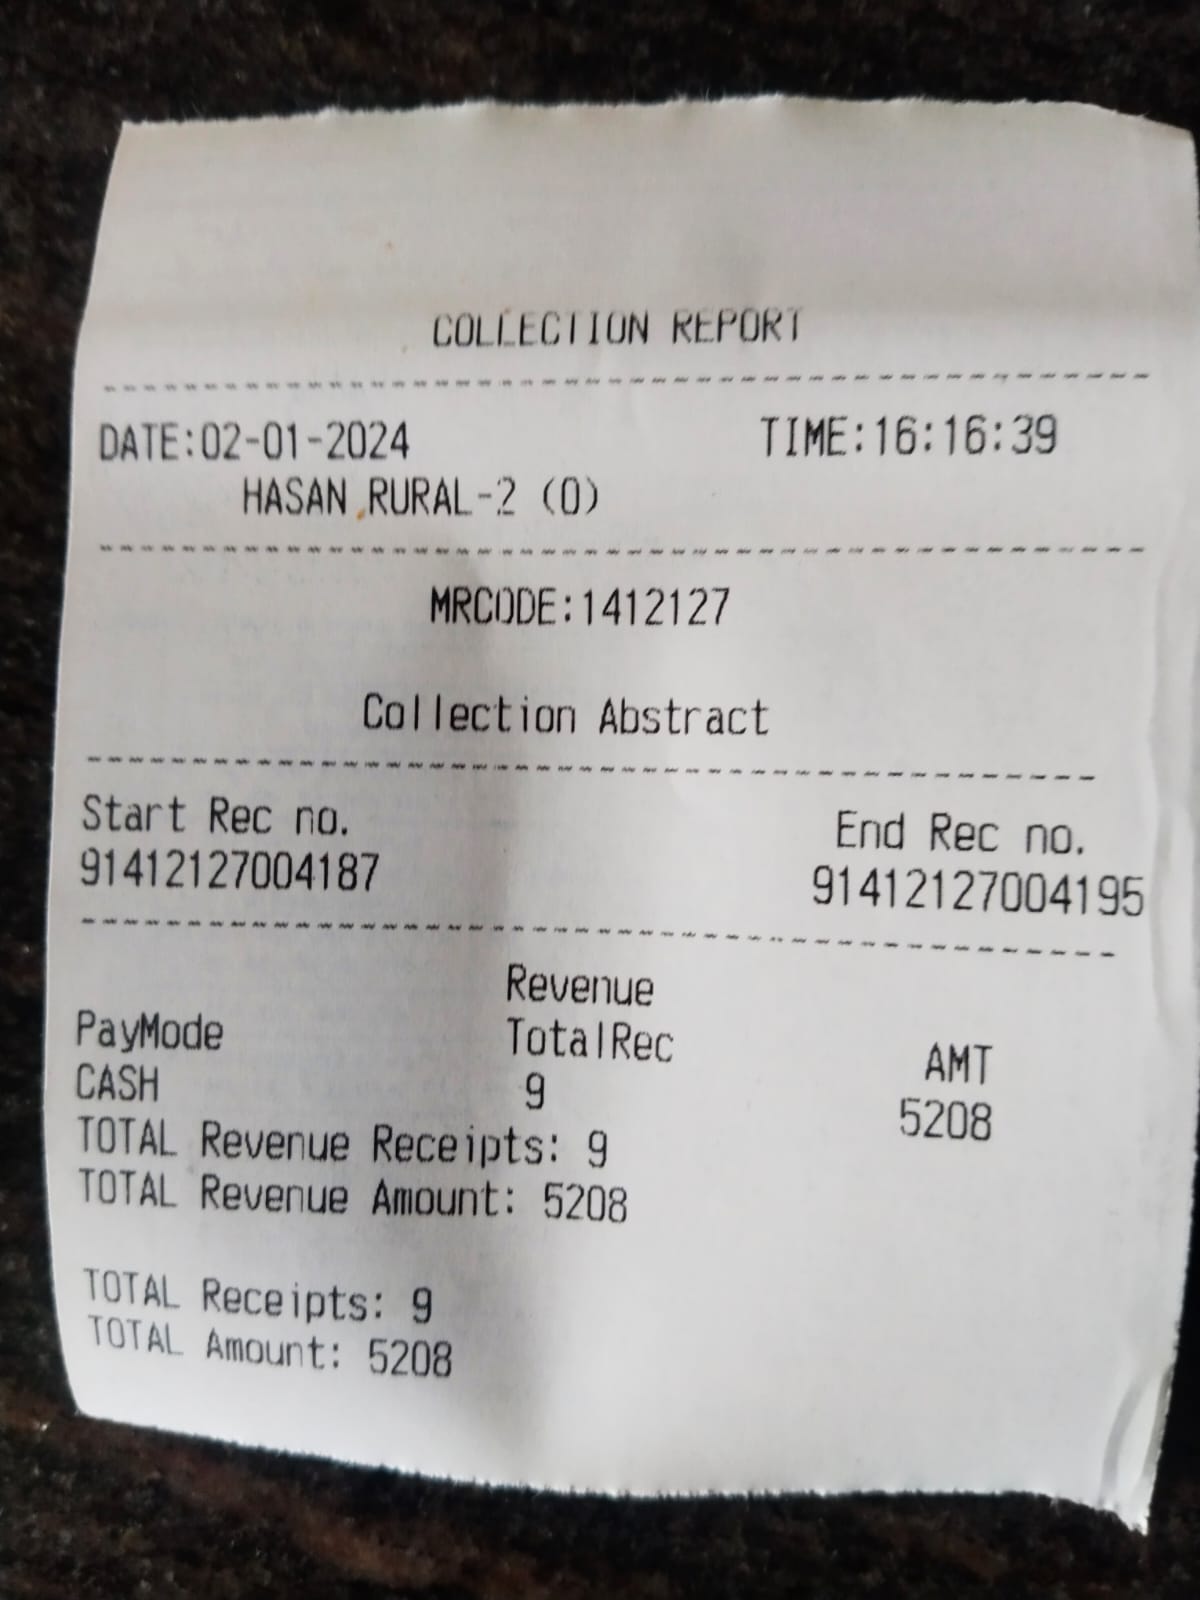 COLLECTION REPORT
DATE:02-01-2024 TIME:16:16:39
HASAN RURAL-2 (O)
MRCODE:1412127
Collection Abstract
Start Rec no. End Rec no.
91412127004187 91412127004195
Revenue
PayMode TotalRec AMT
CASH 9 5208
TOTAL Revenue Receipts: 9
TOTAL Revenue Amount: 5208
TOTAL Receipts: 9
TOTAL Amount: 5208